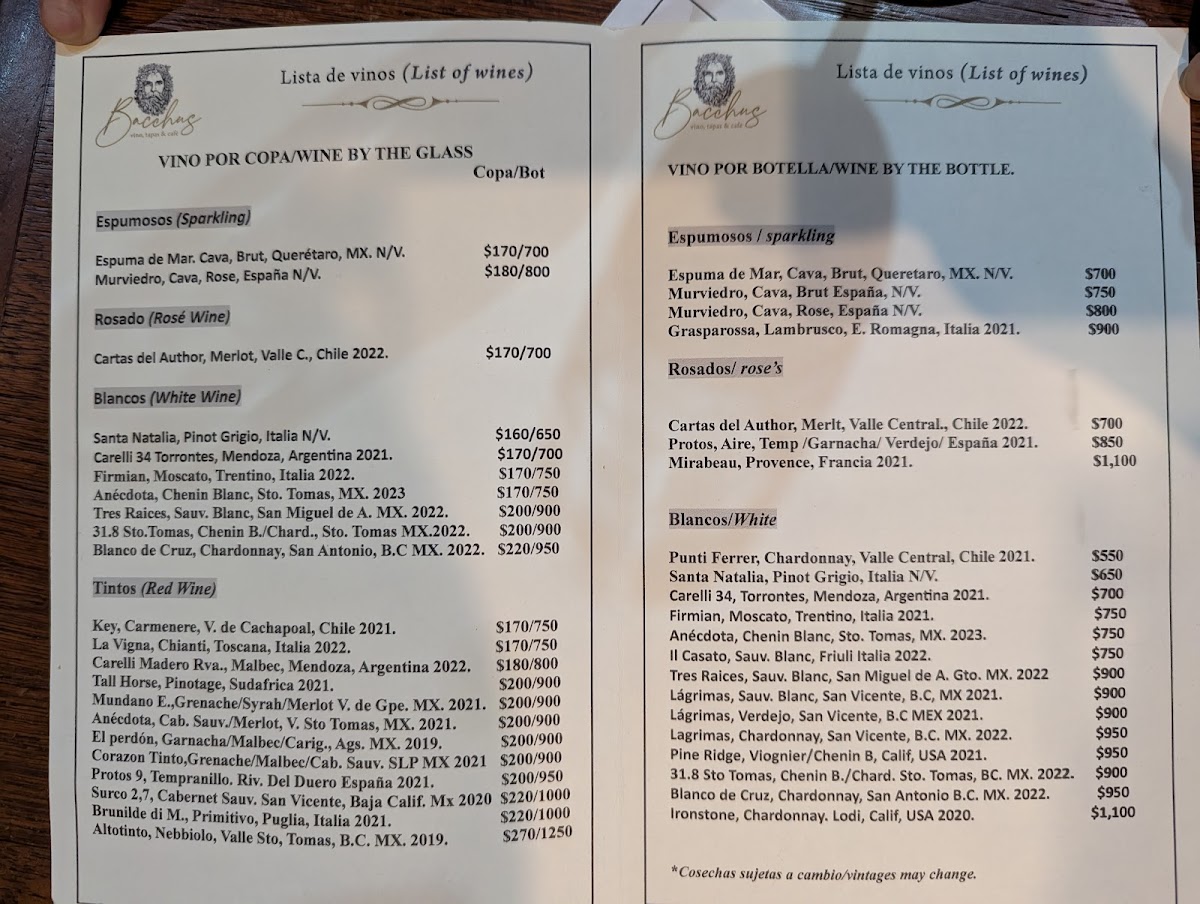 Bacchus
vino, tapas & café
Lista de vinos (List of wines)
VINO POR COPA/WINE BY THE GLASS
Copa/Bot
Espumosos (Sparkling)
Espuma de Mar. Cava, Brut, Querétaro, MX. N/V. $170/700
Murviedro, Cava, Rose, España N/V. $180/800
Rosado (Rosé Wine)
Cartas del Author, Merlot, Valle C., Chile 2022. $170/700
Blancos (White Wine)
Santa Natalia, Pinot Grigio, Italia N/V. $160/650
Carelli 34 Torrontes, Mendoza, Argentina 2021. $170/700
Firmian, Moscato, Trentino, Italia 2022. $170/750
Anécdota, Chenin Blanc, Sto. Tomas, MX. 2023 $170/750
Tres Raices, Sauv. Blanc, San Miguel de A. MX. 2022. $200/900
31.8 Sto.Tomas, Chenin B./Chard., Sto. Tomas MX.2022. $200/900
Blanco de Cruz, Chardonnay, San Antonio, B.C MX. 2022. $220/950
Tintos (Red Wine)
Key, Carmenere, V. de Cachapoal, Chile 2021. $170/750
La Vigna, Chianti, Toscana, Italia 2022. $170/750
Carelli Madero Rva., Malbec, Mendoza, Argentina 2022. $180/800
Tall Horse, Pinotage, Sudafrica 2021. $200/900
Mundano E.,Grenache/Syrah/Merlot V. de Gpe. MX. 2021. $200/900
Anécdota, Cab. Sauv./Merlot, V. Sto Tomas, MX. 2021. $200/900
El perdón, Garnacha/Malbec/Carig., Ags. MX. 2019. $200/900
Corazon Tinto,Grenache/Malbec/Cab. Sauv. SLP MX 2021 $200/900
Protos 9, Tempranillo. Riv. Del Duero España 2021. $200/950
Surco 2,7, Cabernet Sauv. San Vicente, Baja Calif. Mx 2020 $220/1000
Brunilde di M., Primitivo, Puglia, Italia 2021. $220/1000
Altotinto, Nebbiolo, Valle Sto, Tomas, B.C. MX. 2019. $270/1250
Bacchus
vino, tapas & café
Lista de vinos (List of wines)
VINO POR BOTELLA/WINE BY THE BOTTLE.
Espumosos / sparkling
Espuma de Mar, Cava, Brut, Queretaro, MX. N/V. $700
Murviedro, Cava, Brut España, N/V. $750
Murviedro, Cava, Rose, España N/V. $800
Grasparossa, Lambrusco, E. Romagna, Italia 2021. $900
Rosados/ rose's
Cartas del Author, Merlt, Valle Central., Chile 2022. $700
Protos, Aire, Temp /Garnacha/ Verdejo/ España 2021. $850
Mirabeau, Provence, Francia 2021. $1,100
Blancos/White
Punti Ferrer, Chardonnay, Valle Central, Chile 2021. $550
Santa Natalia, Pinot Grigio, Italia N/V. $650
Carelli 34, Torrontes, Mendoza, Argentina 2021. $700
Firmian, Moscato, Trentino, Italia 2021. $750
Anécdota, Chenin Blanc, Sto. Tomas, MX. 2023. $750
Il Casato, Sauv. Blanc, Friuli Italia 2022. $750
Tres Raices, Sauv. Blanc, San Miguel de A. Gto. MX. 2022 $900
Lágrimas, Sauv. Blanc, San Vicente, B.C, MX 2021. $900
Lágrimas, Verdejo, San Vicente, B.C MEX 2021. $900
Lagrimas, Chardonnay, San Vicente, B.C. MX. 2022. $950
Pine Ridge, Viognier/Chenin B, Calif, USA 2021. $950
31.8 Sto Tomas, Chenin B./Chard. Sto. Tomas, BC. MX. 2022. $900
Blanco de Cruz, Chardonnay, San Antonio B.C. MX. 2022. $950
Ironstone, Chardonnay. Lodi, Calif, USA 2020. $1,100
*Cosechas sujetas a cambio/vintages may change.